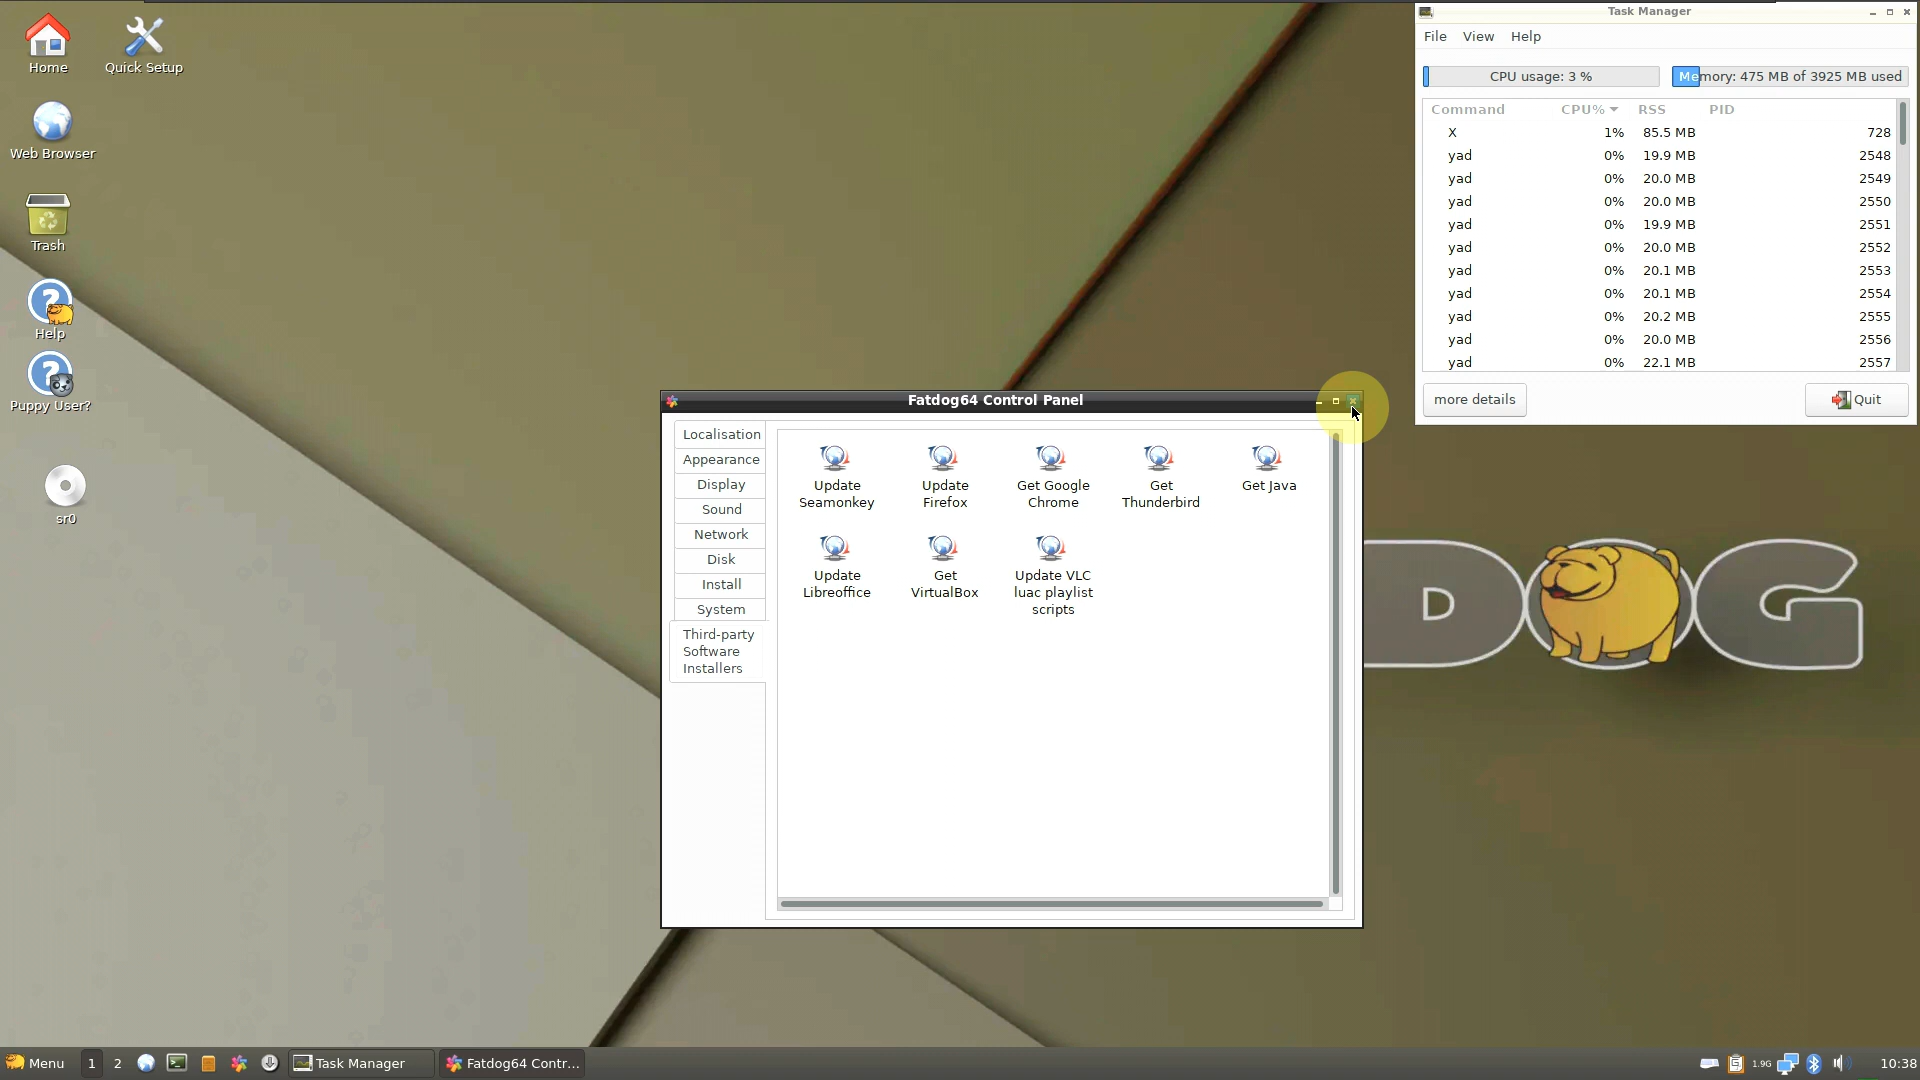 Home
Quick Setup
Web Browser
Trash
Help
Puppy User?
sr0
Task Manager
File View Help
CPU usage: 3 %
Memory: 475 MB of 3925 MB used
Command CPU% RSS PID
X 1% 85.5 MB 728
yad 0% 19.9 MB 2548
yad 0% 20.0 MB 2549
yad 0% 20.0 MB 2550
yad 0% 19.9 MB 2551
yad 0% 20.0 MB 2552
yad 0% 20.1 MB 2553
yad 0% 20.1 MB 2554
yad 0% 20.2 MB 2555
yad 0% 20.0 MB 2556
yad 0% 22.1 MB 2557
more details
Quit
Fatdog64 Control Panel
Localisation
Appearance
Display
Sound
Network
Disk
Install
System
Third-party
Software
Installers
Update
Seamonkey
Update
Firefox
Get Google
Chrome
Get
Thunderbird
Get Java
Update
Libreoffice
Get
VirtualBox
Update VLC
luac playlist
scripts
D G
Menu 1 2 Task Manager Fatdog64 Contr... 1.9G 10:38